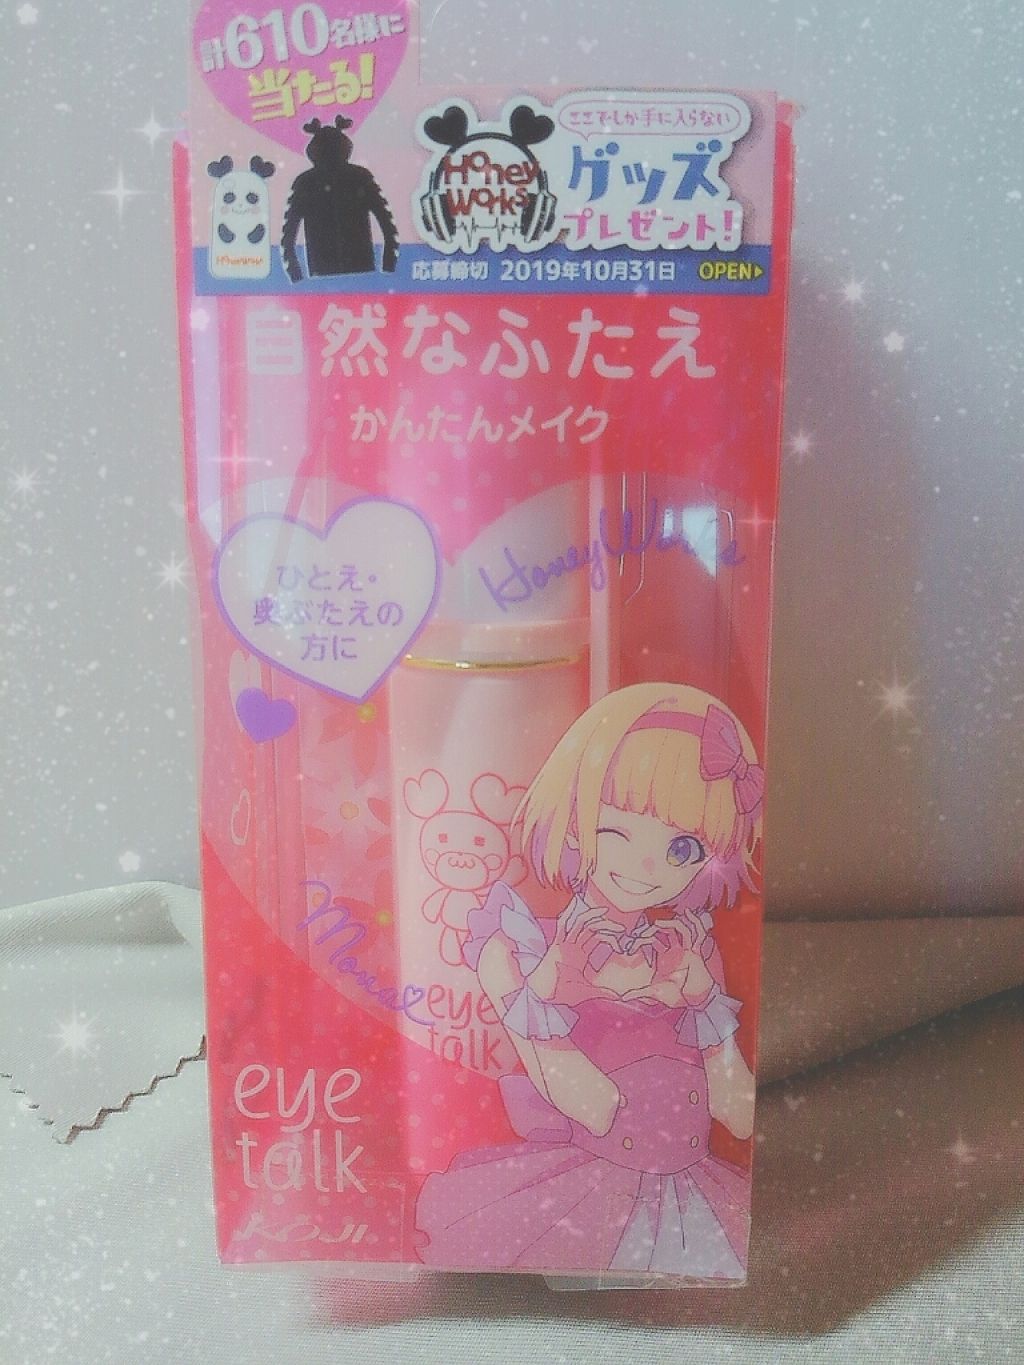 計610名様に
当たる!
Honey
Works
ここでしか手に入らない
グッズ
プレゼント!
HoneyWorks
応募締切 2019年10月31日 OPEN
自然なふたえ
かんたんメイク
ひとえ・
奥ぶたえの
方に
HoneyWorks
Mona
eye
talk
eye
talk
KOJI